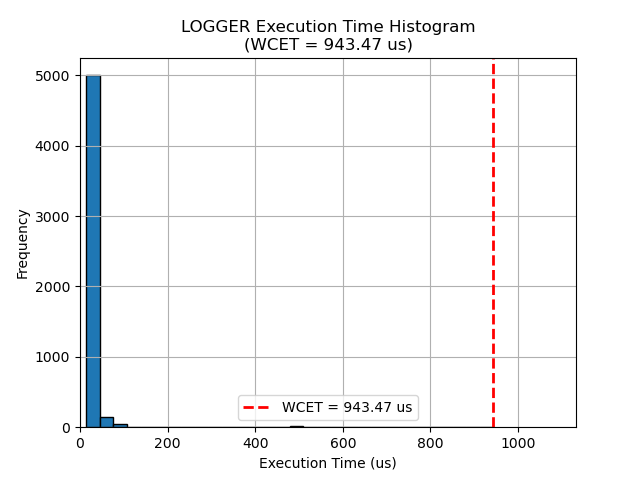 LOGGER Execution Time Histogram
(WCET = 943.47 us)
Frequency
5000
4000
3000
2000
1000
0
WCET = 943.47 us
0 200 400 600 800 1000
Execution Time (us)